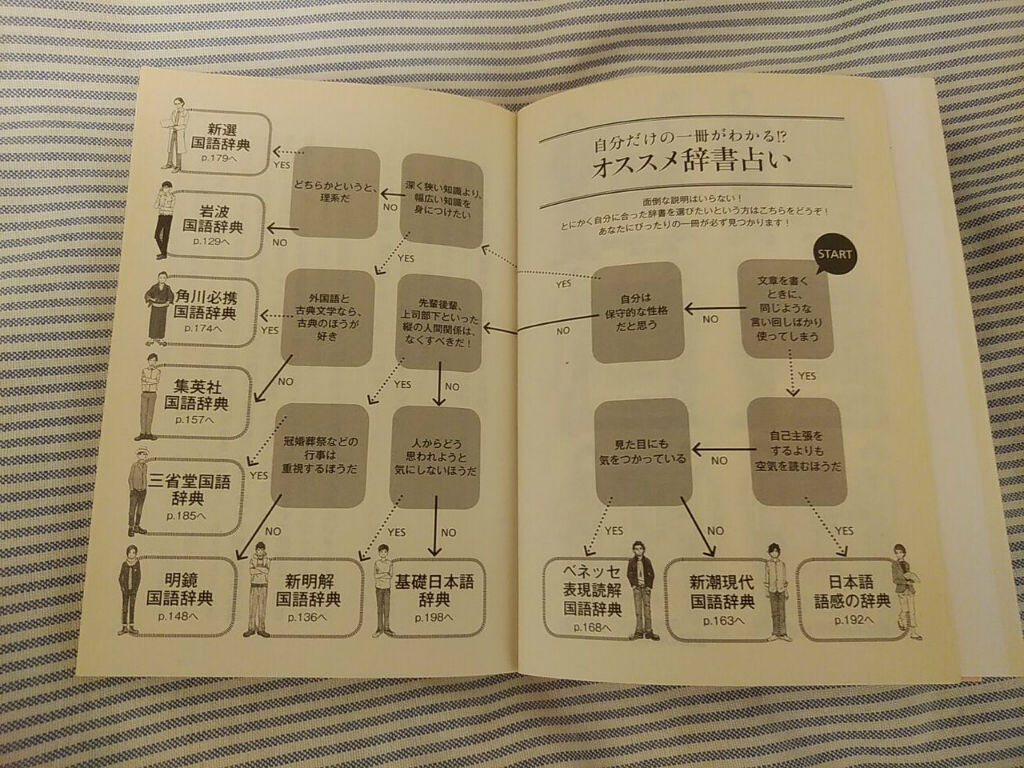 自分だけの一冊がわかる!?
オススメ辞書占い
面倒な説明はいらない！
とにかく自分に合った辞書を選びたいという方はこちらをどうぞ！
あなたにぴったりの一冊が必ず見つかります！
START
文章を書く
ときに、
同じような
言い回しばかり
使ってしまう
NO
YES
自分は
保守的な性格
だと思う
YES
NO
自己主張を
するよりも
空気を読むほうだ
NO
YES
見た目にも
気をつかっている
YES
NO
ベネッセ
表現読解
国語辞典
p.168へ
新潮現代
国語辞典
p.163へ
日本語
語感の辞典
p.192へ
深く狭い知識より、
幅広い知識を
身につけたい
NO
YES
どちらかというと、
理系だ
YES
NO
新選
国語辞典
p.179へ
岩波
国語辞典
p.129へ
先輩後輩、
上司部下といった
縦の人間関係は、
なくすべきだ！
YES
NO
外国語と
古典文学なら、
古典のほうが
好き
YES
NO
角川必携
国語辞典
p.174へ
集英社
国語辞典
p.157へ
冠婚葬祭などの
行事は
重視するほうだ
YES
NO
人からどう
思われようと
気にしないほうだ
YES
NO
三省堂国語
辞典
p.185へ
明鏡
国語辞典
p.148へ
新明解
国語辞典
p.136へ
基礎日本語
辞典
p.198へ